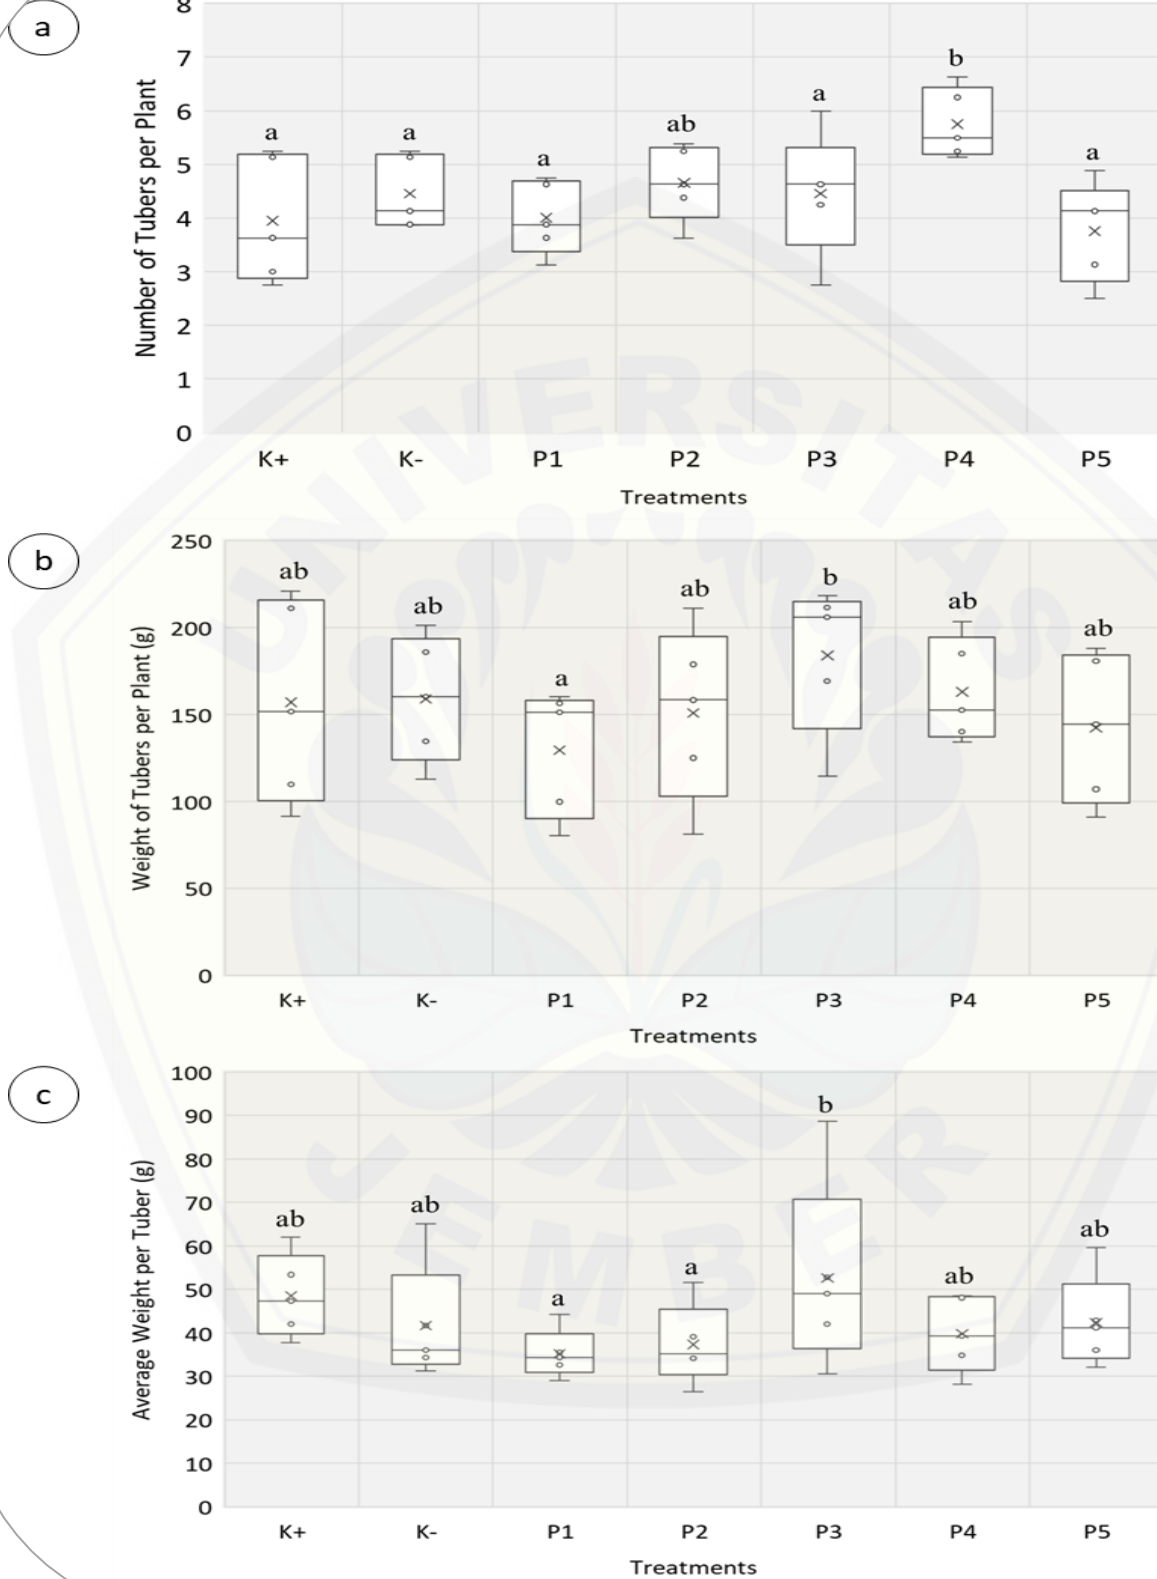 a
Number of Tubers per Plant
8
7
6
5
4
3
2
1
0
a
a
a
ab
a
b
a
K+ K- P1 P2 P3 P4 P5
Treatments
b
Weight of Tubers per Plant (g)
250
200
150
100
50
0
ab
ab
a
ab
b
ab
ab
K+ K- P1 P2 P3 P4 P5
Treatments
c
Average Weight per Tuber (g)
100
90
80
70
60
50
40
30
20
10
0
ab
ab
a
a
b
ab
ab
K+ K- P1 P2 P3 P4 P5
Treatments
UNIVERSITAS
JEMBER